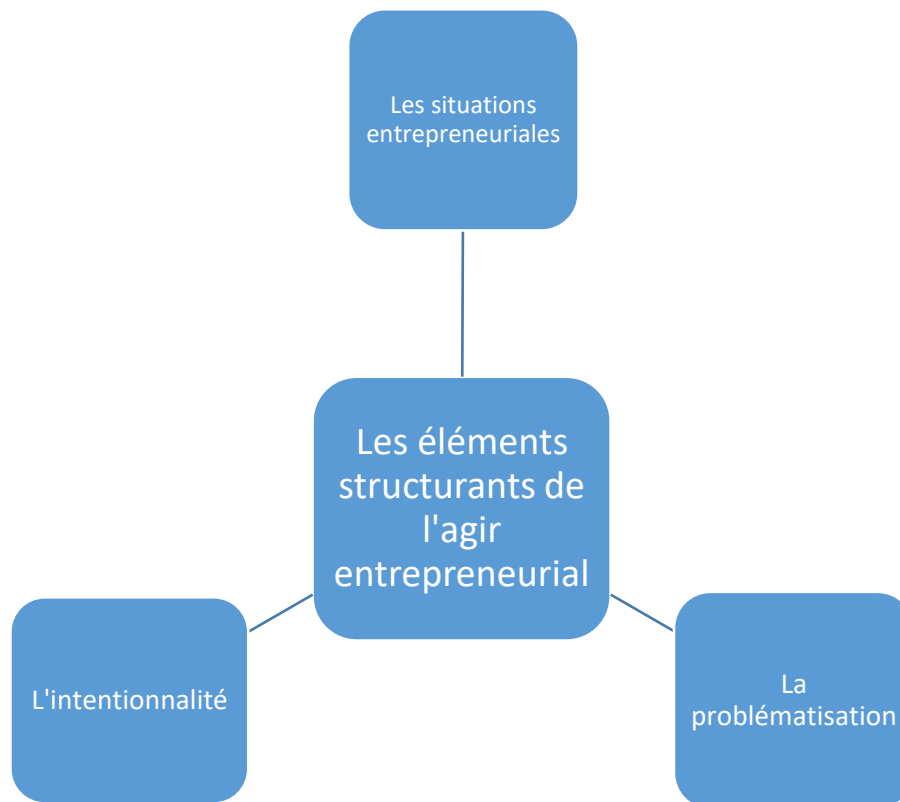 Les situations
entrepreneuriales
Les éléments
structurants de
l'agir
entrepreneurial
L'intentionnalité
La
problématisation